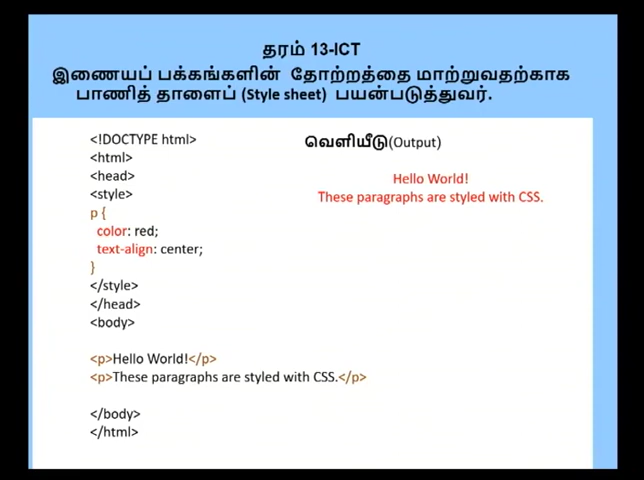 தரம் 13-ICT
இணையப் பக்கங்களின் தோற்றத்தை மாற்றுவதற்காக
பாணித் தாளைப் (Style sheet) பயன்படுத்துவர்.
<!DOCTYPE html>
<html>
<head>
<style>
p {
color: red;
text-align: center;
}
</style>
</head>
<body>
<p>Hello World!</p>
<p>These paragraphs are styled with CSS.</p>
</body>
</html>
வெளியீடு(Output)
Hello World!
These paragraphs are styled with CSS.